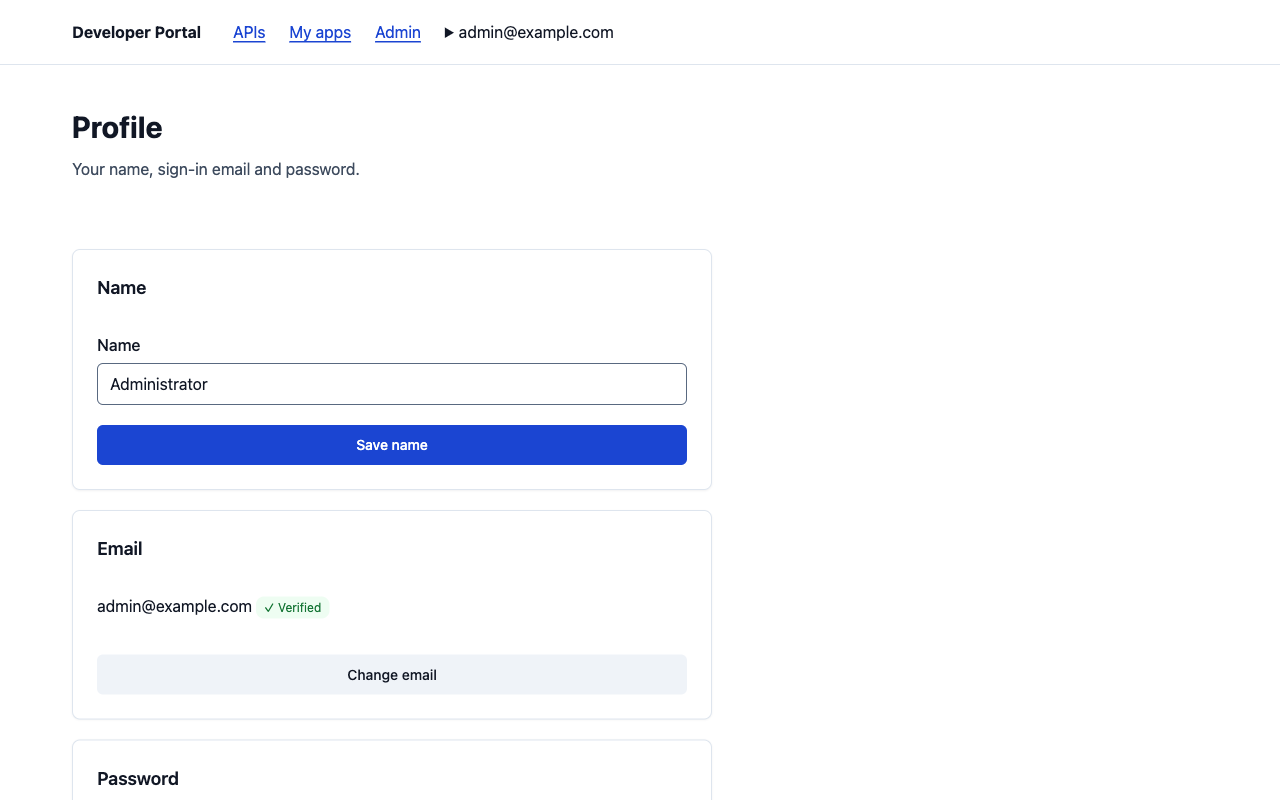 Developer Portal APIs My apps Admin ▶ admin@example.com
Profile
Your name, sign-in email and password.
Name
Name
Administrator
Save name
Email
admin@example.com ✓ Verified
Change email
Password